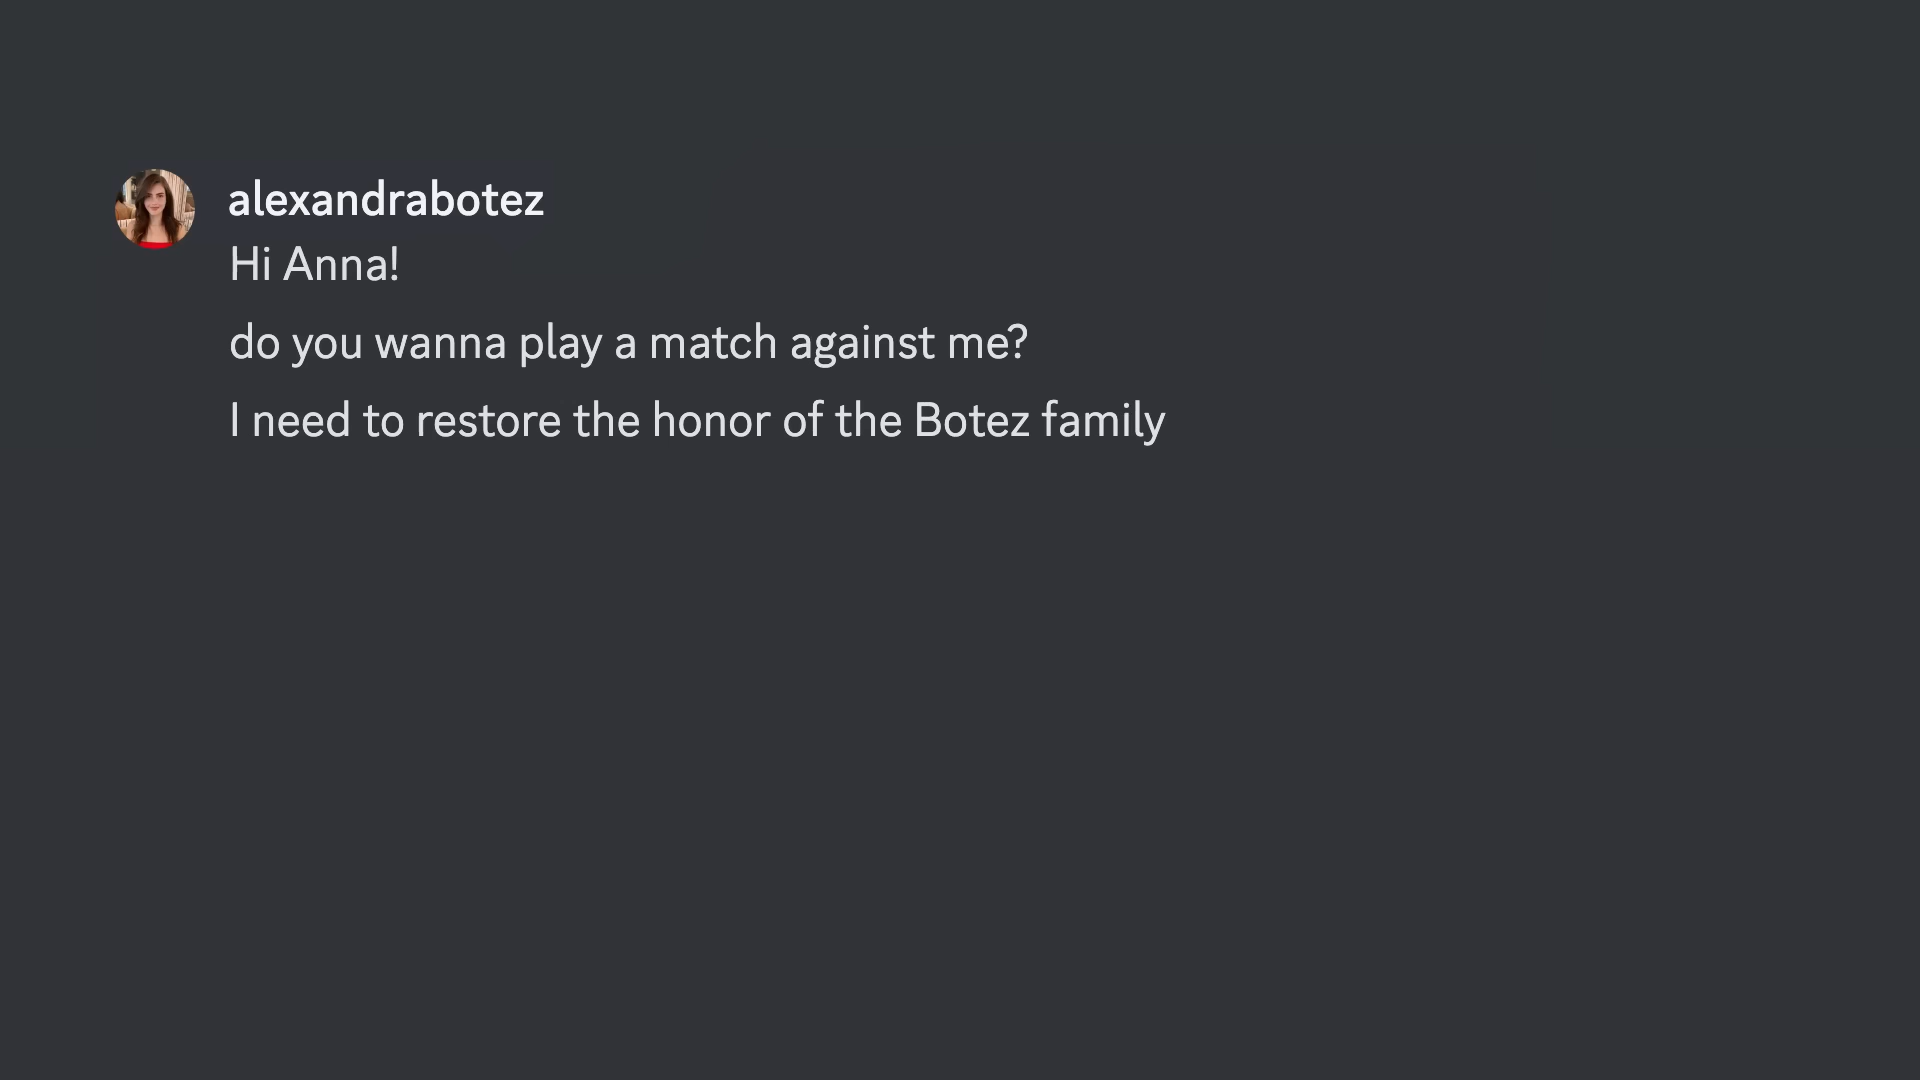 alexandrabotez
Hi Anna!
do you wanna play a match against me?
I need to restore the honor of the Botez family